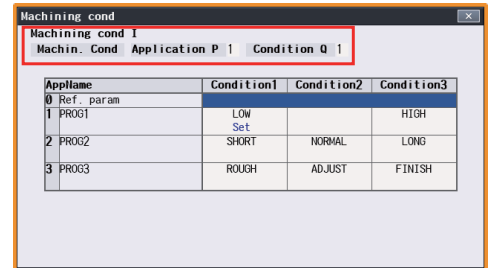 Machining cond
Machining cond I
Machin. Cond Application P 1 Condition Q 1
AppName Condition1 Condition2 Condition3
0 Ref. param
1 PROG1 LOW HIGH
Set
2 PROG2 SHORT NORMAL LONG
3 PROG3 ROUGH ADJUST FINISH